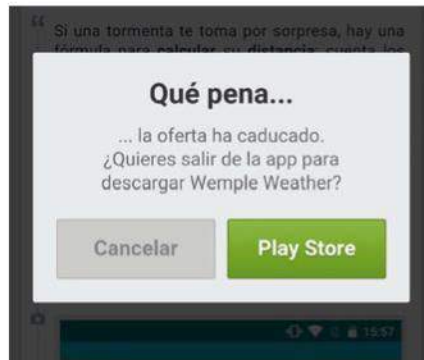 “ Si una tormenta te toma por sorpresa, hay una
fórmula para calcular su distancia: cuenta los
Qué pena...
... la oferta ha caducado.
¿Quieres salir de la app para
descargar Wemple Weather?
Cancelar
Play Store
15:57